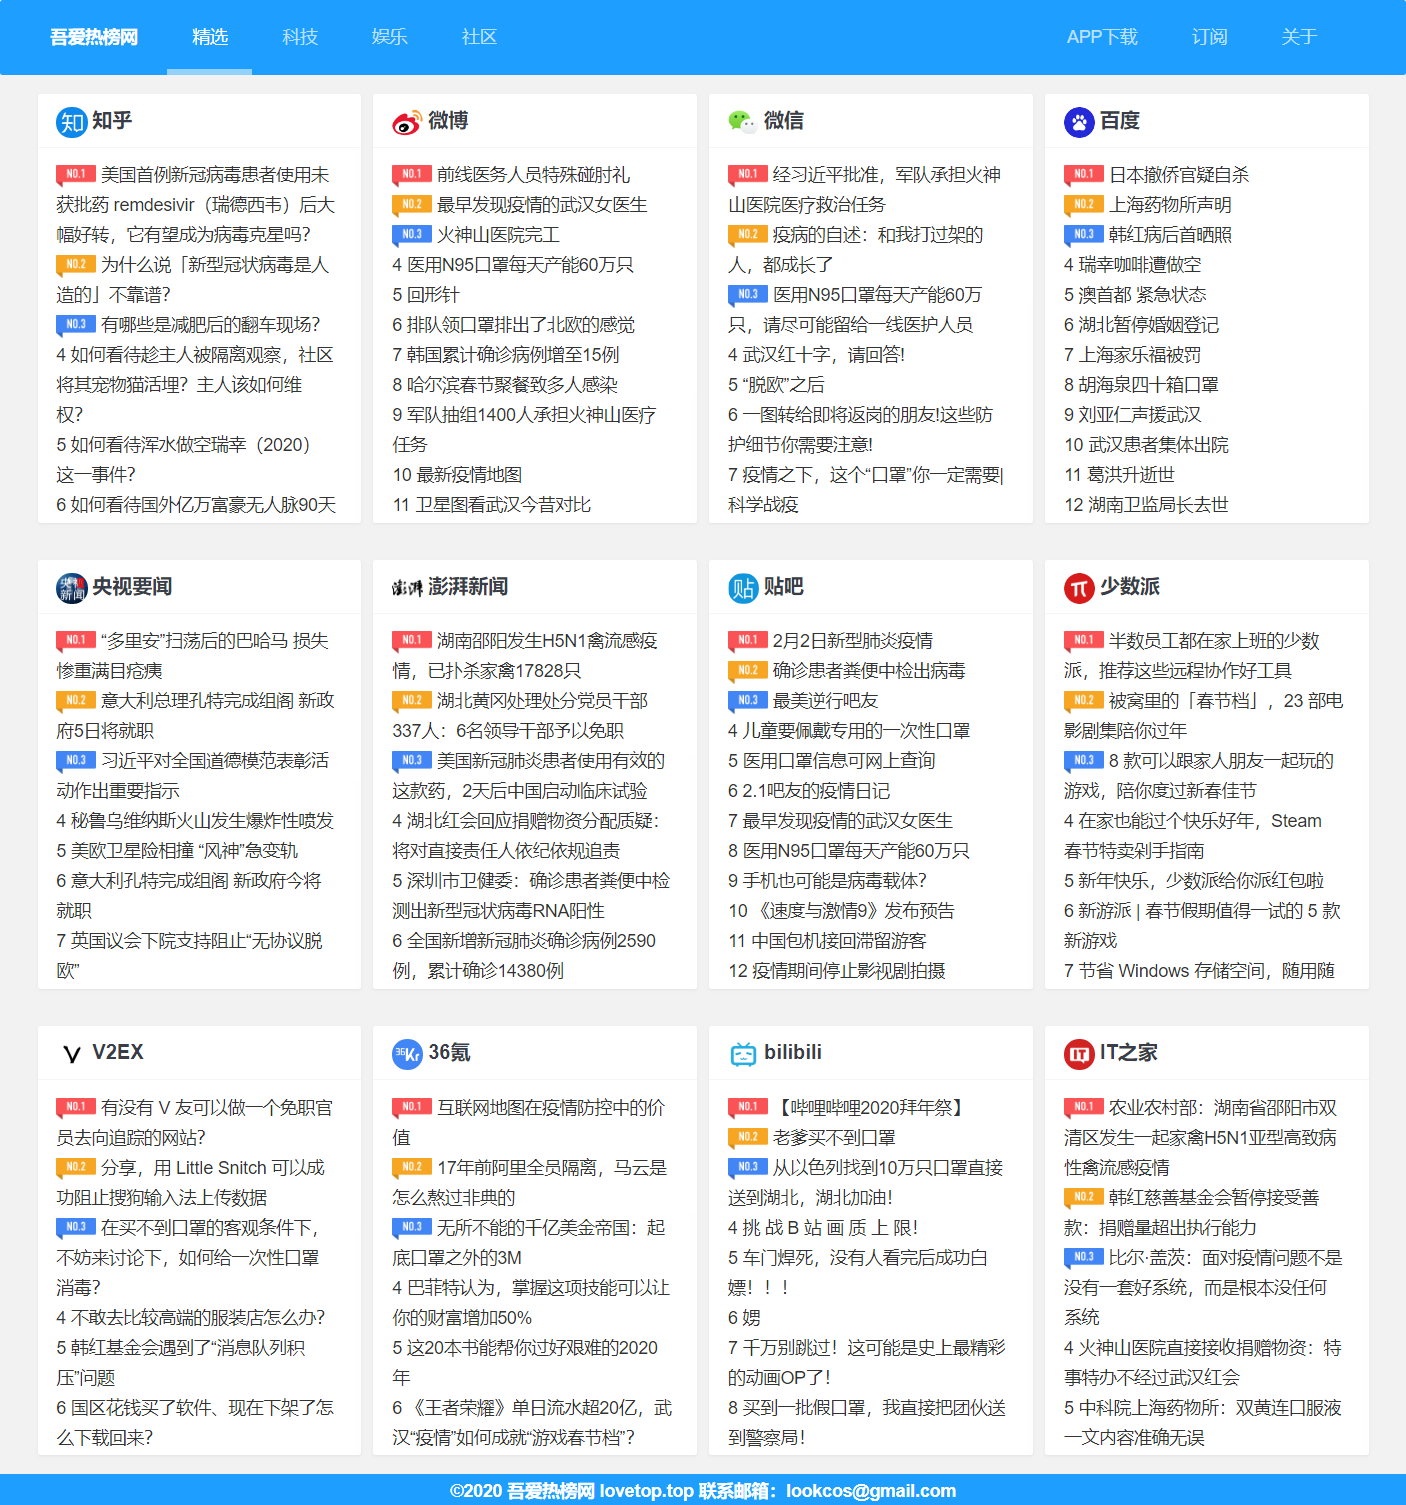 吾爱热榜网 精选 科技 娱乐 社区 APP下载 订阅 关于
知乎
NO.1 美国首例新冠病毒患者使用未
获批药 remdesivir（瑞德西韦）后大
幅好转，它有望成为病毒克星吗？
NO.2 为什么说「新型冠状病毒是人
造的」不靠谱？
NO.3 有哪些是减肥后的翻车现场？
4 如何看待趁主人被隔离观察，社区
将其宠物猫活埋？主人该如何维
权？
5 如何看待浑水做空瑞幸（2020）
这一事件？
6 如何看待国外亿万富豪无人脉90天
微博
NO.1 前线医务人员特殊碰肘礼
NO.2 最早发现疫情的武汉女医生
NO.3 火神山医院完工
4 医用N95口罩每天产能60万只
5 回形针
6 排队领口罩排出了北欧的感觉
7 韩国累计确诊病例增至15例
8 哈尔滨春节聚餐致多人感染
9 军队抽组1400人承担火神山医疗
任务
10 最新疫情地图
11 卫星图看武汉今昔对比
微信
NO.1 经习近平批准，军队承担火神
山医院医疗救治任务
NO.2 疫病的自述：和我打过架的
人，都成长了
NO.3 医用N95口罩每天产能60万
只，请尽可能留给一线医护人员
4 武汉红十字，请回答!
5 “脱欧”之后
6 一图转给即将返岗的朋友!这些防
护细节你需要注意!
7 疫情之下，这个“口罩”你一定需要|
科学战疫
百度
NO.1 日本撤侨官疑自杀
NO.2 上海药物所声明
NO.3 韩红病后首晒照
4 瑞幸咖啡遭做空
5 澳首都 紧急状态
6 湖北暂停婚姻登记
7 上海家乐福被罚
8 胡海泉四十箱口罩
9 刘亚仁声援武汉
10 武汉患者集体出院
11 葛洪升逝世
12 湖南卫监局长去世
央视要闻
NO.1 “多里安”扫荡后的巴哈马 损失
惨重满目疮痍
NO.2 意大利总理孔特完成组阁 新政
府5日将就职
NO.3 习近平对全国道德模范表彰活
动作出重要指示
4 秘鲁乌维纳斯火山发生爆炸性喷发
5 美欧卫星险相撞 “风神”急变轨
6 意大利孔特完成组阁 新政府今将
就职
7 英国议会下院支持阻止“无协议脱
欧”
澎湃新闻
NO.1 湖南邵阳发生H5N1禽流感疫
情，已扑杀家禽17828只
NO.2 湖北黄冈处理处分党员干部
337人：6名领导干部予以免职
NO.3 美国新冠肺炎患者使用有效的
这款药，2天后中国启动临床试验
4 湖北红会回应捐赠物资分配质疑：
将对直接责任人依纪依规追责
5 深圳市卫健委：确诊患者粪便中检
测出新型冠状病毒RNA阳性
6 全国新增新冠肺炎确诊病例2590
例，累计确诊14380例
贴吧
NO.1 2月2日新型肺炎疫情
NO.2 确诊患者粪便中检出病毒
NO.3 最美逆行吧友
4 儿童要佩戴专用的一次性口罩
5 医用口罩信息可网上查询
6 2.1吧友的疫情日记
7 最早发现疫情的武汉女医生
8 医用N95口罩每天产能60万只
9 手机也可能是病毒载体？
10 《速度与激情9》发布预告
11 中国包机接回滞留游客
12 疫情期间停止影视剧拍摄
少数派
NO.1 半数员工都在家上班的少数
派，推荐这些远程协作好工具
NO.2 被窝里的「春节档」，23 部电
影剧集陪你过年
NO.3 8 款可以跟家人朋友一起玩的
游戏，陪你度过新春佳节
4 在家也能过个快乐好年，Steam
春节特卖剁手指南
5 新年快乐，少数派给你派红包啦
6 新游派 | 春节假期值得一试的 5 款
新游戏
7 节省 Windows 存储空间，随用随
V2EX
NO.1 有没有 V 友可以做一个免职官
员去向追踪的网站？
NO.2 分享，用 Little Snitch 可以成
功阻止搜狗输入法上传数据
NO.3 在买不到口罩的客观条件下，
不妨来讨论下，如何给一次性口罩
消毒？
4 不敢去比较高端的服装店怎么办？
5 韩红基金会遇到了“消息队列积
压”问题
6 国区花钱买了软件、现在下架了怎
么下载回来？
36氪
NO.1 互联网地图在疫情防控中的价
值
NO.2 17年前阿里全员隔离，马云是
怎么熬过非典的
NO.3 无所不能的千亿美金帝国：起
底口罩之外的3M
4 巴菲特认为，掌握这项技能可以让
你的财富增加50%
5 这20本书能帮你过好艰难的2020
年
6 《王者荣耀》单日流水超20亿，武
汉“疫情”如何成就“游戏春节档”？
bilibili
NO.1 【哔哩哔哩2020拜年祭】
NO.2 老爹买不到口罩
NO.3 从以色列找到10万只口罩直接
送到湖北，湖北加油！
4 挑 战 B 站 画 质 上 限！
5 车门焊死，没有人看完后成功白
嫖！！！
6 娚
7 千万别跳过！这可能是史上最精彩
的动画OP了！
8 买到一批假口罩，我直接把团伙送
到警察局！
IT之家
NO.1 农业农村部：湖南省邵阳市双
清区发生一起家禽H5N1亚型高致病
性禽流感疫情
NO.2 韩红慈善基金会暂停接受善
款：捐赠量超出执行能力
NO.3 比尔·盖茨：面对疫情问题不是
没有一套好系统，而是根本没任何
系统
4 火神山医院直接接收捐赠物资：特
事特办不经过武汉红会
5 中科院上海药物所：双黄连口服液
一文内容准确无误
©2020 吾爱热榜网 lovetop.top 联系邮箱：lookcos@gmail.com